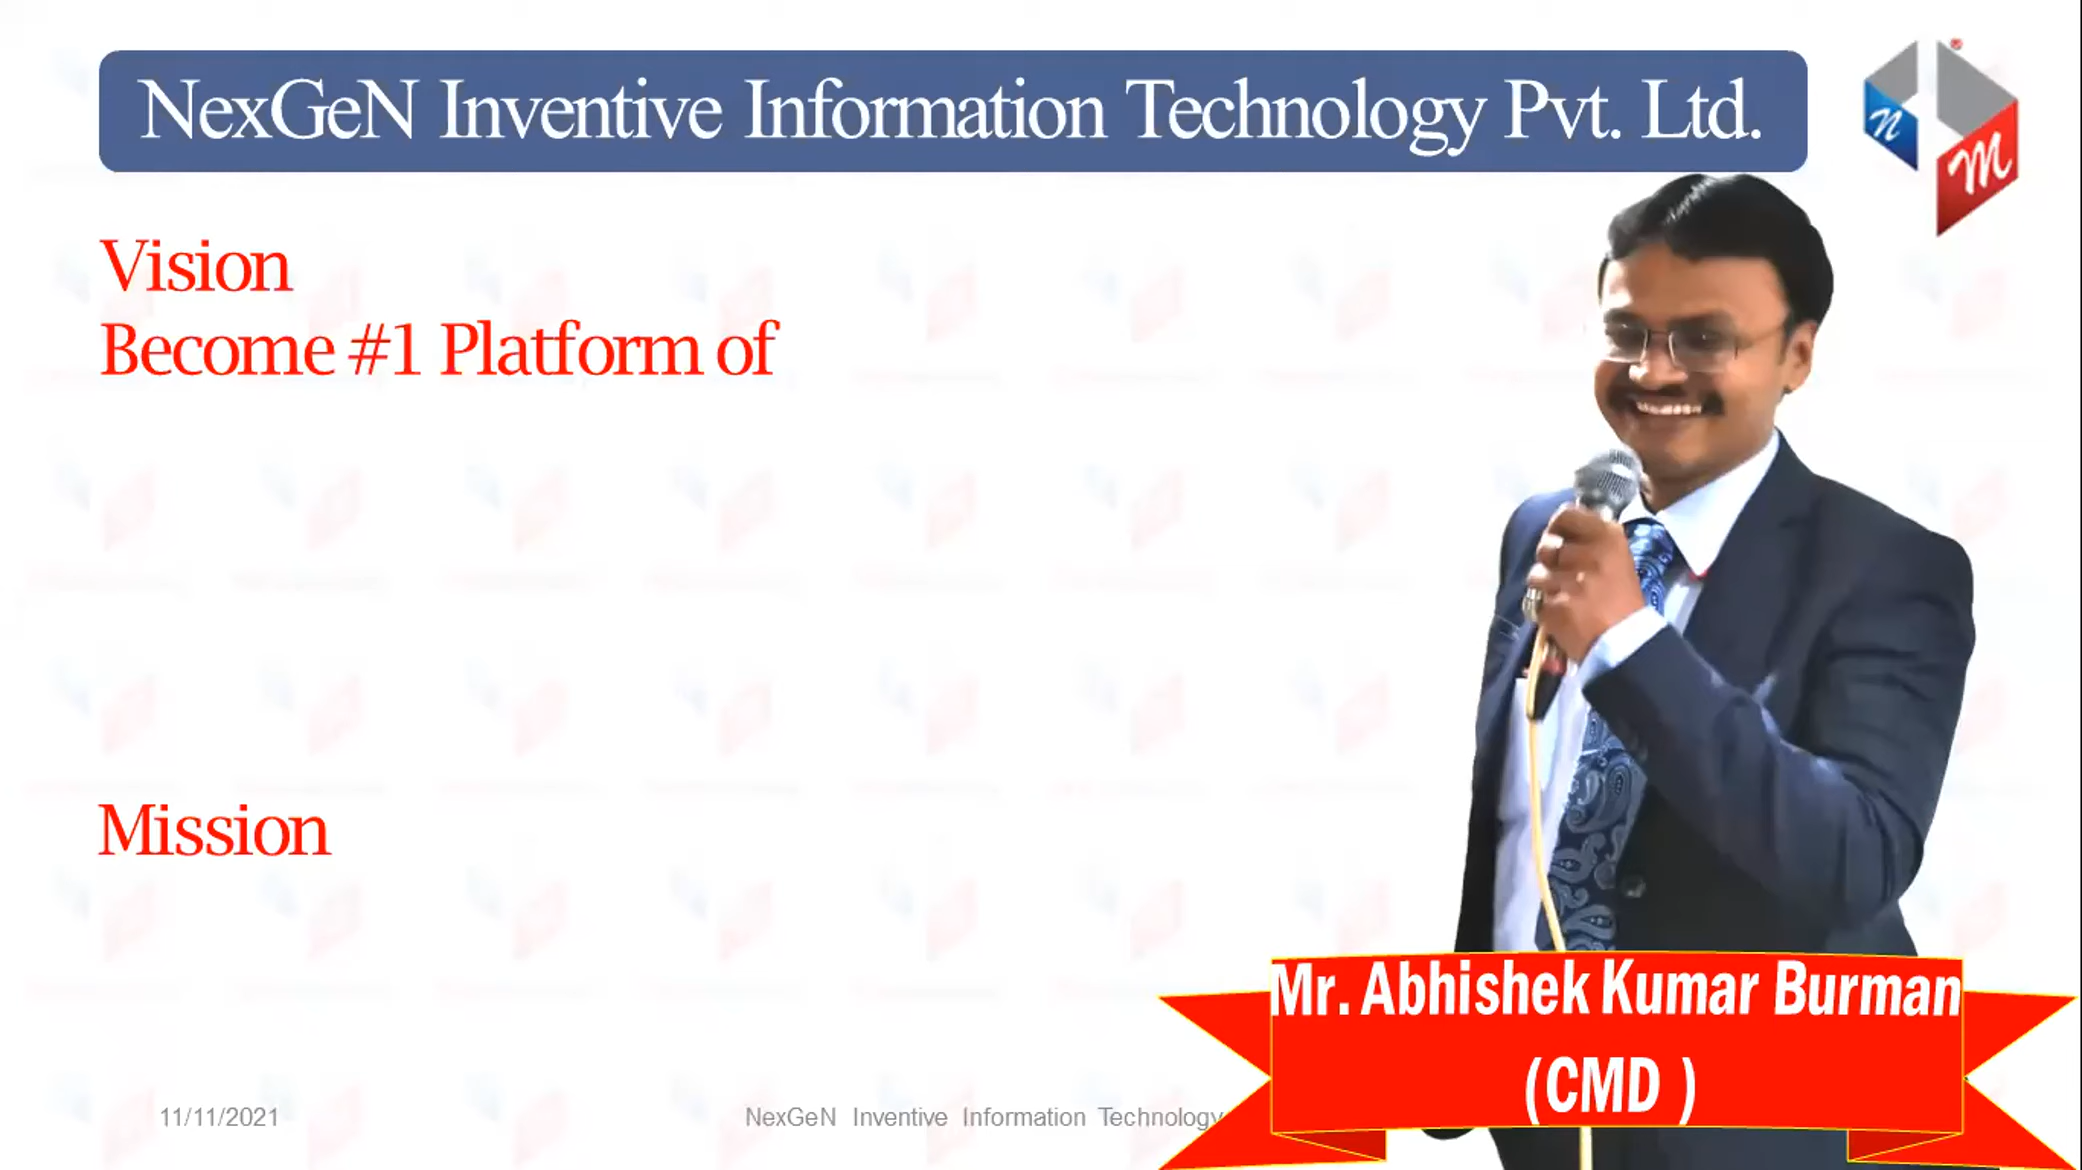 NexGeN Inventive Information Technology Pvt. Ltd.
n
M
Vision
Become #1 Platform of
Mission
Mr. Abhishek Kumar Burman
(CMD )
11/11/2021
NexGeN Inventive Information Technology